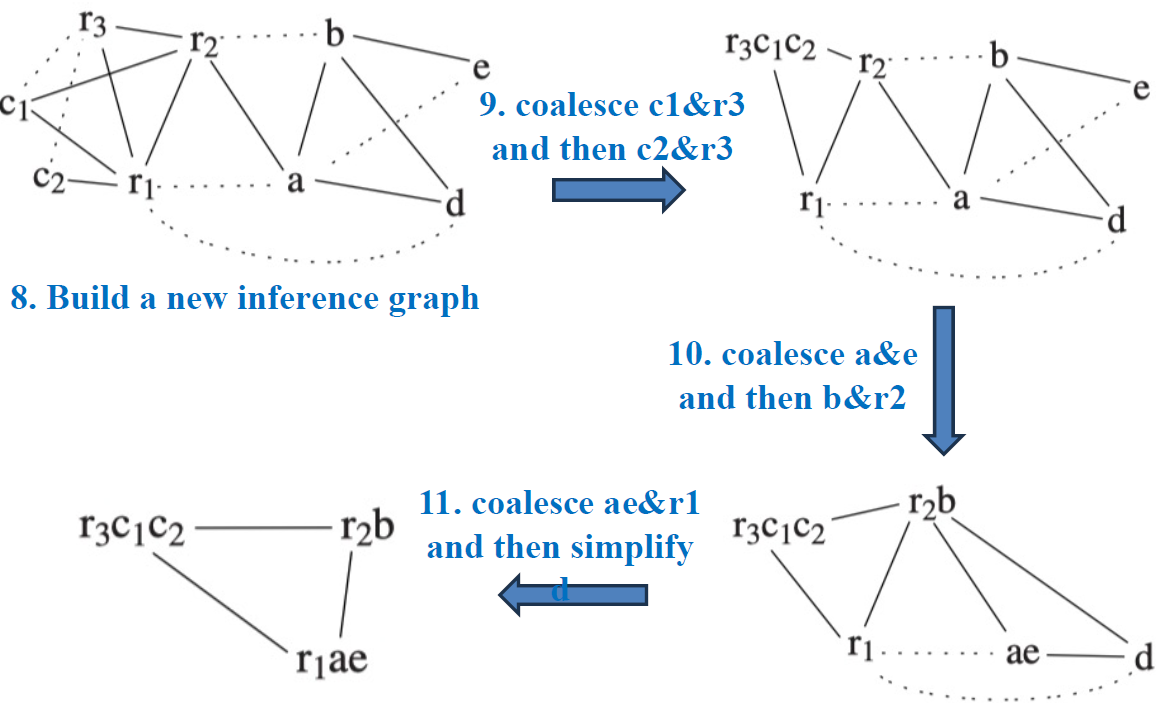 r3
r2
b
e
c1
c2
r1
a
d
8. Build a new inference graph
9. coalesce c1&r3
and then c2&r3
r3c1c2
r2
b
e
r1
a
d
10. coalesce a&e
and then b&r2
r3c1c2
r2b
r1
ae
d
11. coalesce ae&r1
and then simplify
d
r3c1c2
r2b
r1ae